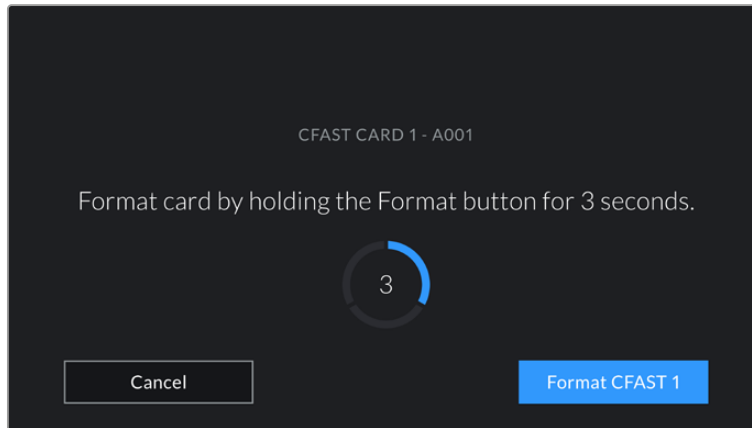 CFAST CARD 1 - A001
Format card by holding the Format button for 3 seconds.
3
Cancel
Format CFAST 1